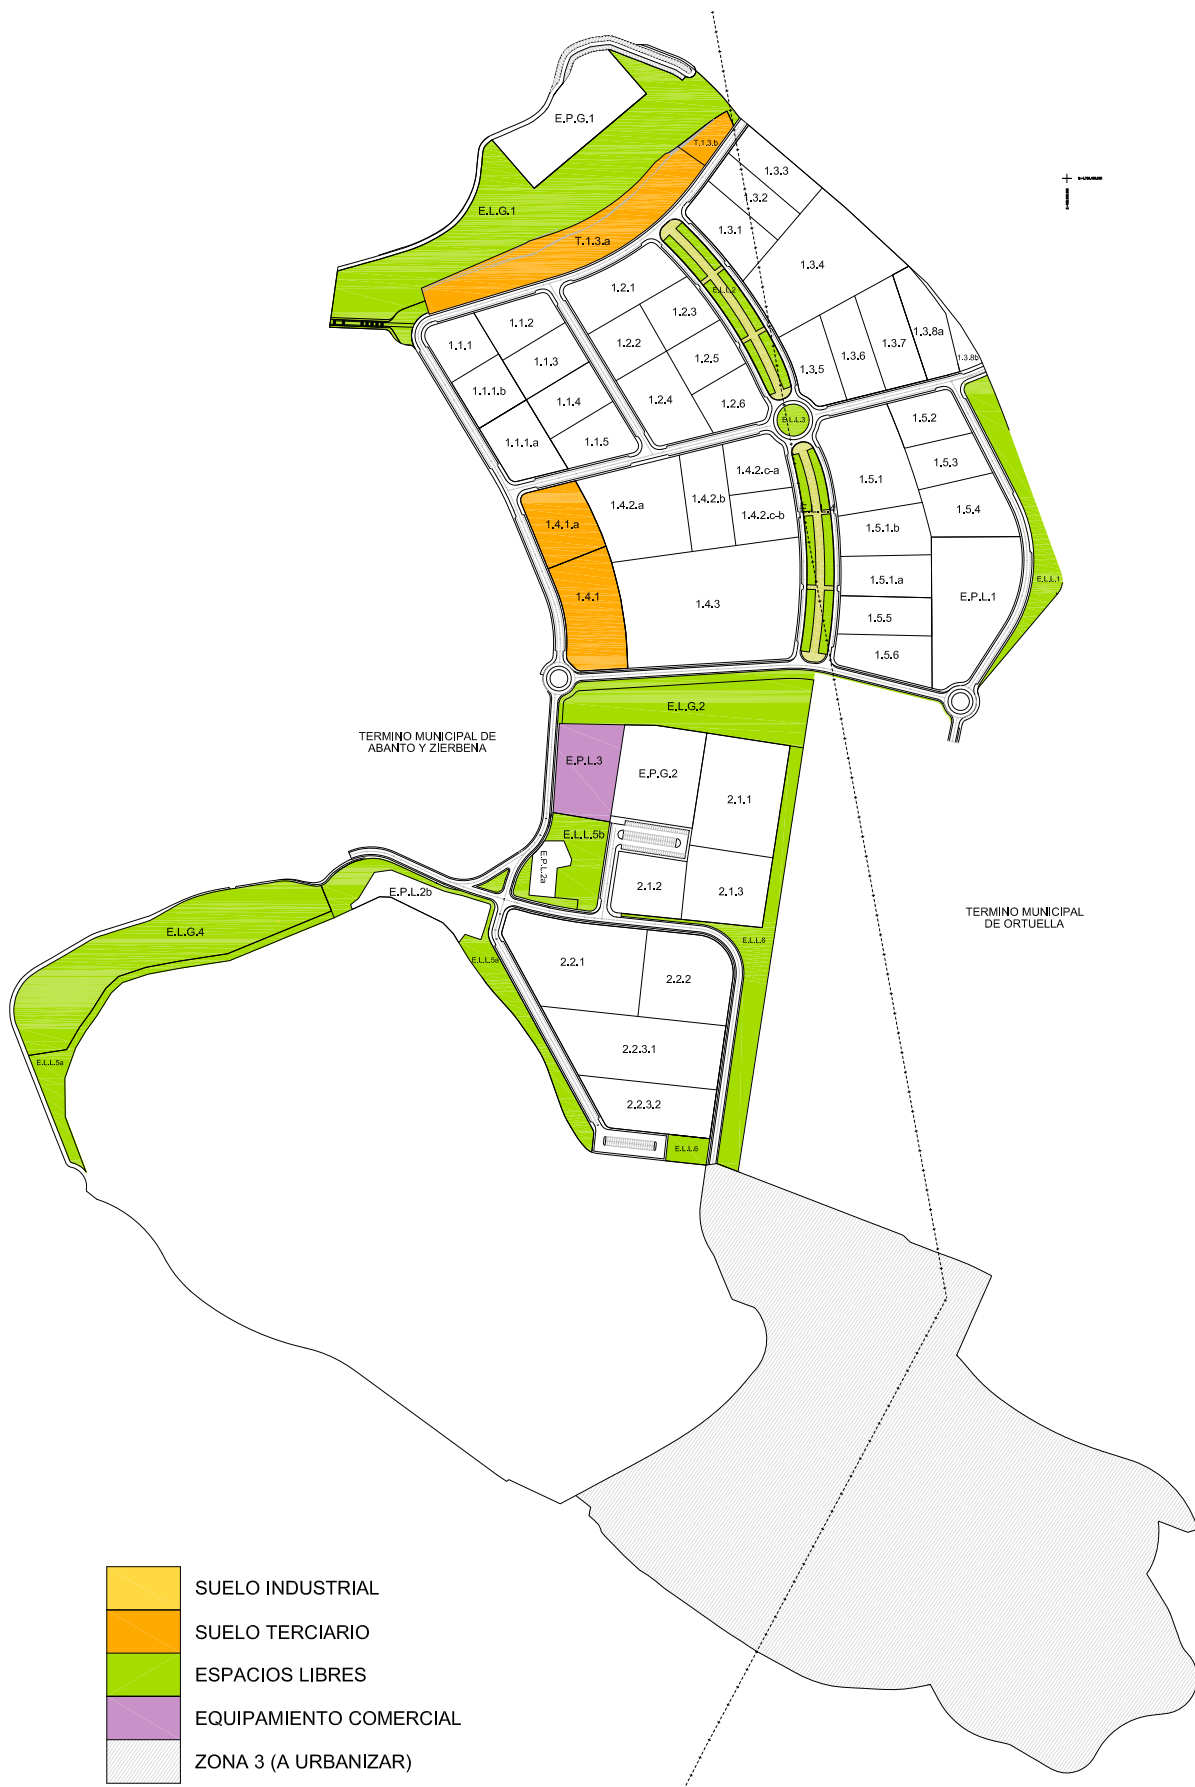 E.P.G.1
T.1.3.b
E.L.G.1
T.1.3.a
1.3.3
1.3.2
1.3.1
1.3.4
E.L.L.2
1.2.1
1.2.3
1.2.2
1.2.5
1.2.4
1.2.6
1.1.2
1.1.1
1.1.3
1.1.1.b
1.1.4
1.1.1.a
1.1.5
1.3.8a
1.3.7
1.3.6
1.3.5
1.3.8b
E.L.L.3
1.5.2
1.5.3
1.5.1
1.5.4
1.5.1.b
1.5.1.a
1.5.5
1.5.6
E.P.L.1
E.L.L.1
1.4.2.c-a
1.4.2.b
1.4.2.a
1.4.2.c-b
1.4.1.a
1.4.1
1.4.3
E.L.G.2
TERMINO MUNICIPAL DE
ABANTO Y ZIERBENA
E.P.L.3
E.P.G.2
2.1.1
E.L.L.5b
E.P.L.2a
2.1.2
2.1.3
E.P.L.2b
E.L.G.4
E.L.L.5a
E.L.L.6
TERMINO MUNICIPAL
DE ORTUELLA
2.2.1
2.2.2
2.2.3.1
2.2.3.2
E.L.L.6
E.L.L.5a
SUELO INDUSTRIAL
SUELO TERCIARIO
ESPACIOS LIBRES
EQUIPAMIENTO COMERCIAL
ZONA 3 (A URBANIZAR)